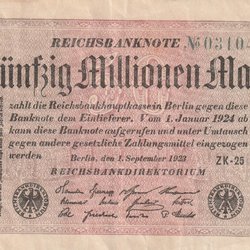 REICHSBANKNOTE № 03104
ünfzig Millionen Ma
zahlt die Reichsbankhauptkasse in Berlin gegen diese
Banknote dem Einlieferer. Vom 1. Januar 1924 ab
kann diese Banknote aufgerufen und unter Umtausch
gegen andere gesetzliche Zahlungsmittel eingezogen
werden
Berlin, den 1. September 1923
ZK-25
REICHSBANKDIREKTORIUM